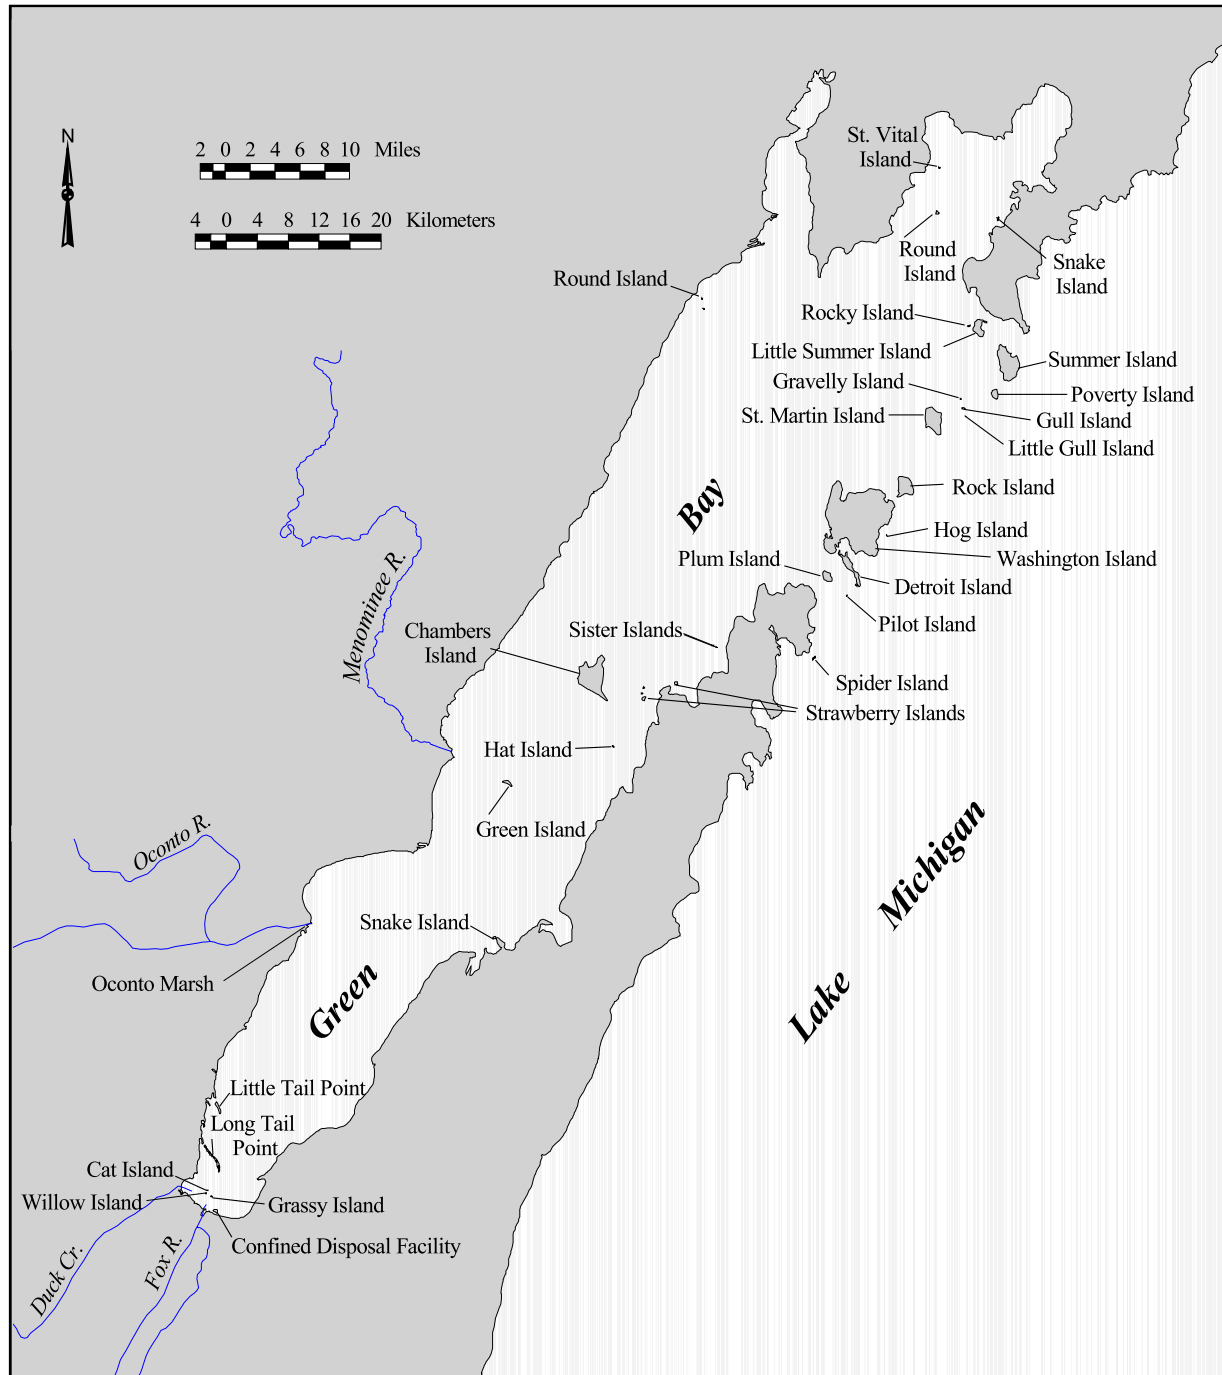 N
2 0 2 4 6 8 10 Miles
4 0 4 8 12 16 20 Kilometers
St. Vital
Island
Round
Island
Snake
Island
Round Island
Rocky Island
Little Summer Island
Summer Island
Gravelly Island
Poverty Island
St. Martin Island
Gull Island
Little Gull Island
Bay
Rock Island
Hog Island
Washington Island
Plum Island
Detroit Island
Pilot Island
Menominee R.
Chambers
Island
Sister Islands
Spider Island
Strawberry Islands
Hat Island
Green Island
Oconto R.
Michigan
Snake Island
Oconto Marsh
Green
Lake
Little Tail Point
Long Tail
Point
Cat Island
Willow Island
Grassy Island
Confined Disposal Facility
Duck Cr.
Fox R.